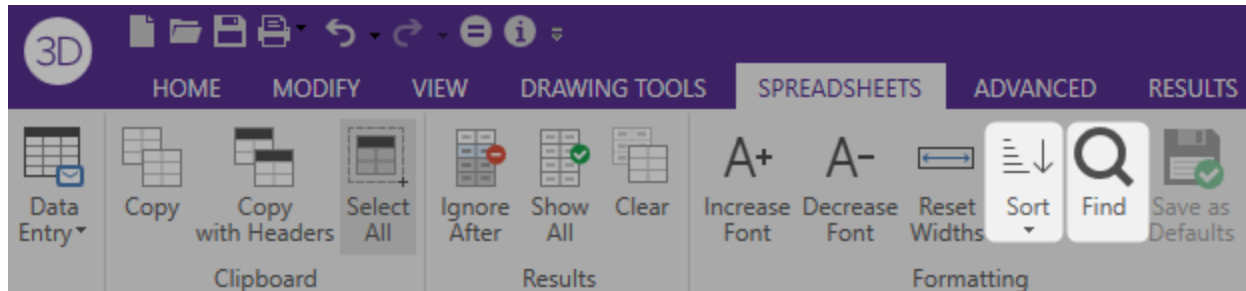 3D
HOME MODIFY VIEW DRAWING TOOLS SPREADSHEETS ADVANCED RESULTS
Data Copy Copy Select Ignore Show Clear Increase Decrease Reset Sort Find Save as
Entry with Headers All After All Font Font Widths Defaults
Clipboard Results Formatting